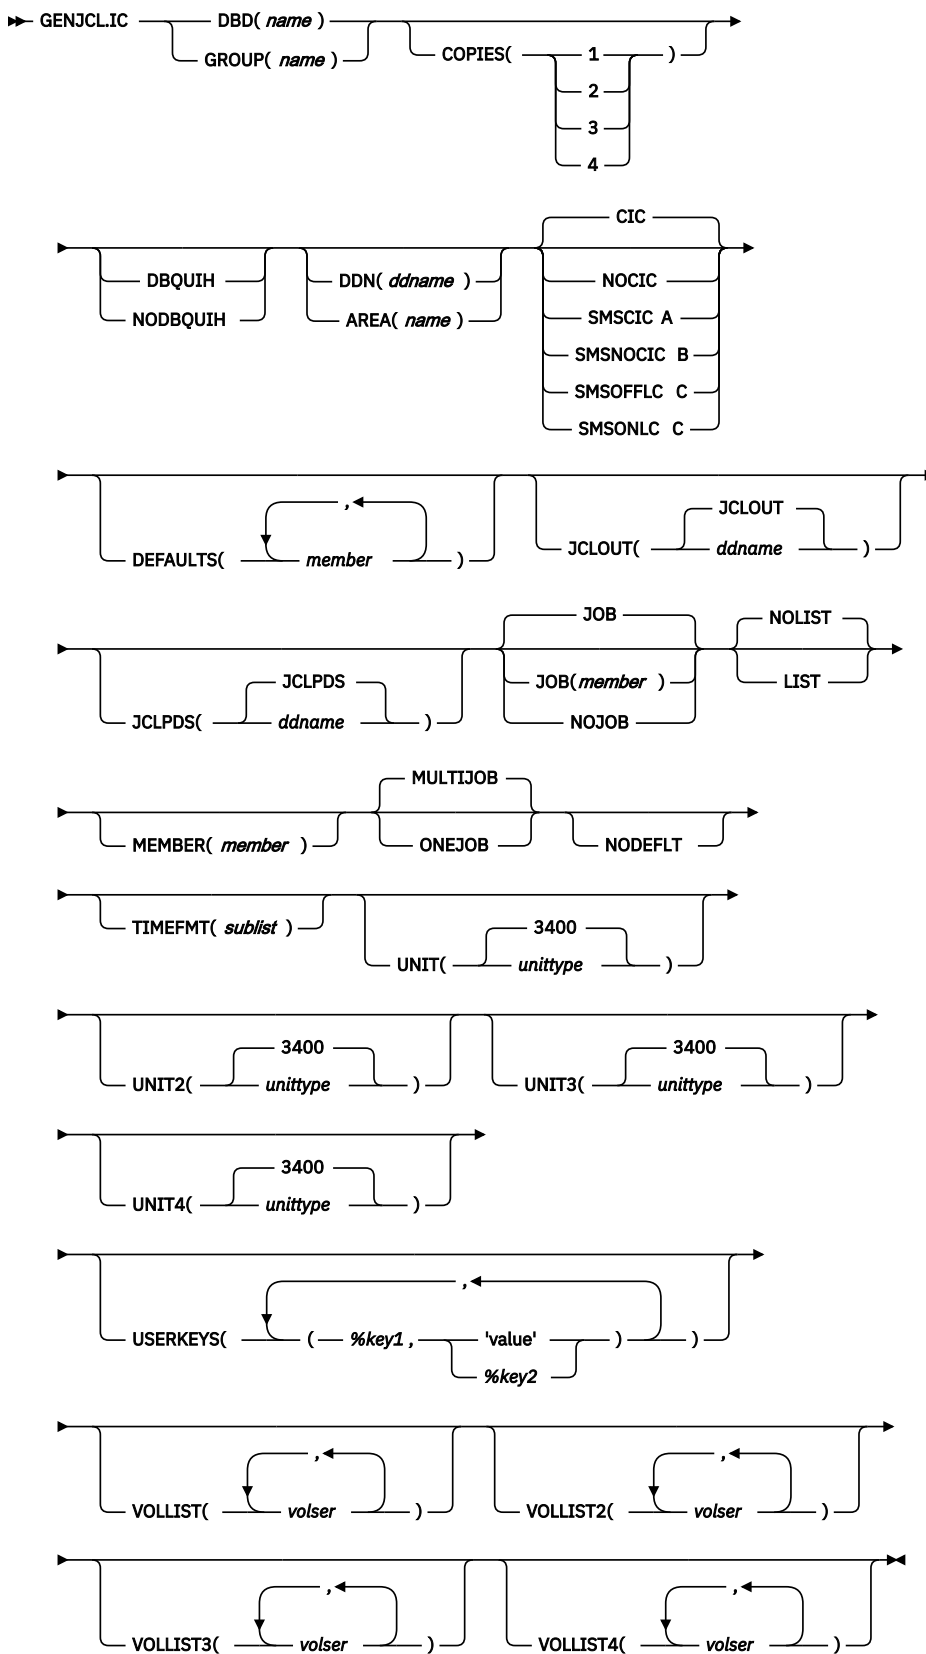 GENJCL.IC DBD( name )
GROUP( name )
COPIES( 1 )
2
3
4
CIC
DBQUIH DDN( ddname ) NOCIC
NODBQUIH AREA( name ) SMSCIC A
SMSNOCIC B
SMSOFFLC C
SMSONLC C
, JCLOUT
DEFAULTS( member ) JCLOUT( ddname )
JOB NOLIST
JCLPDS JOB(member ) LIST
JCLPDS( ddname ) NOJOB
MULTIJOB
MEMBER( member ) ONEJOB NODEFLT
TIMEFMT( sublist ) 3400
UNIT( unittype )
3400 3400
UNIT2( unittype ) UNIT3( unittype )
3400
UNIT4( unittype )
,
USERKEYS( ( %key1 , 'value' ) )
%key2
, ,
VOLLIST( volser ) VOLLIST2( volser )
, ,
VOLLIST3( volser ) VOLLIST4( volser )